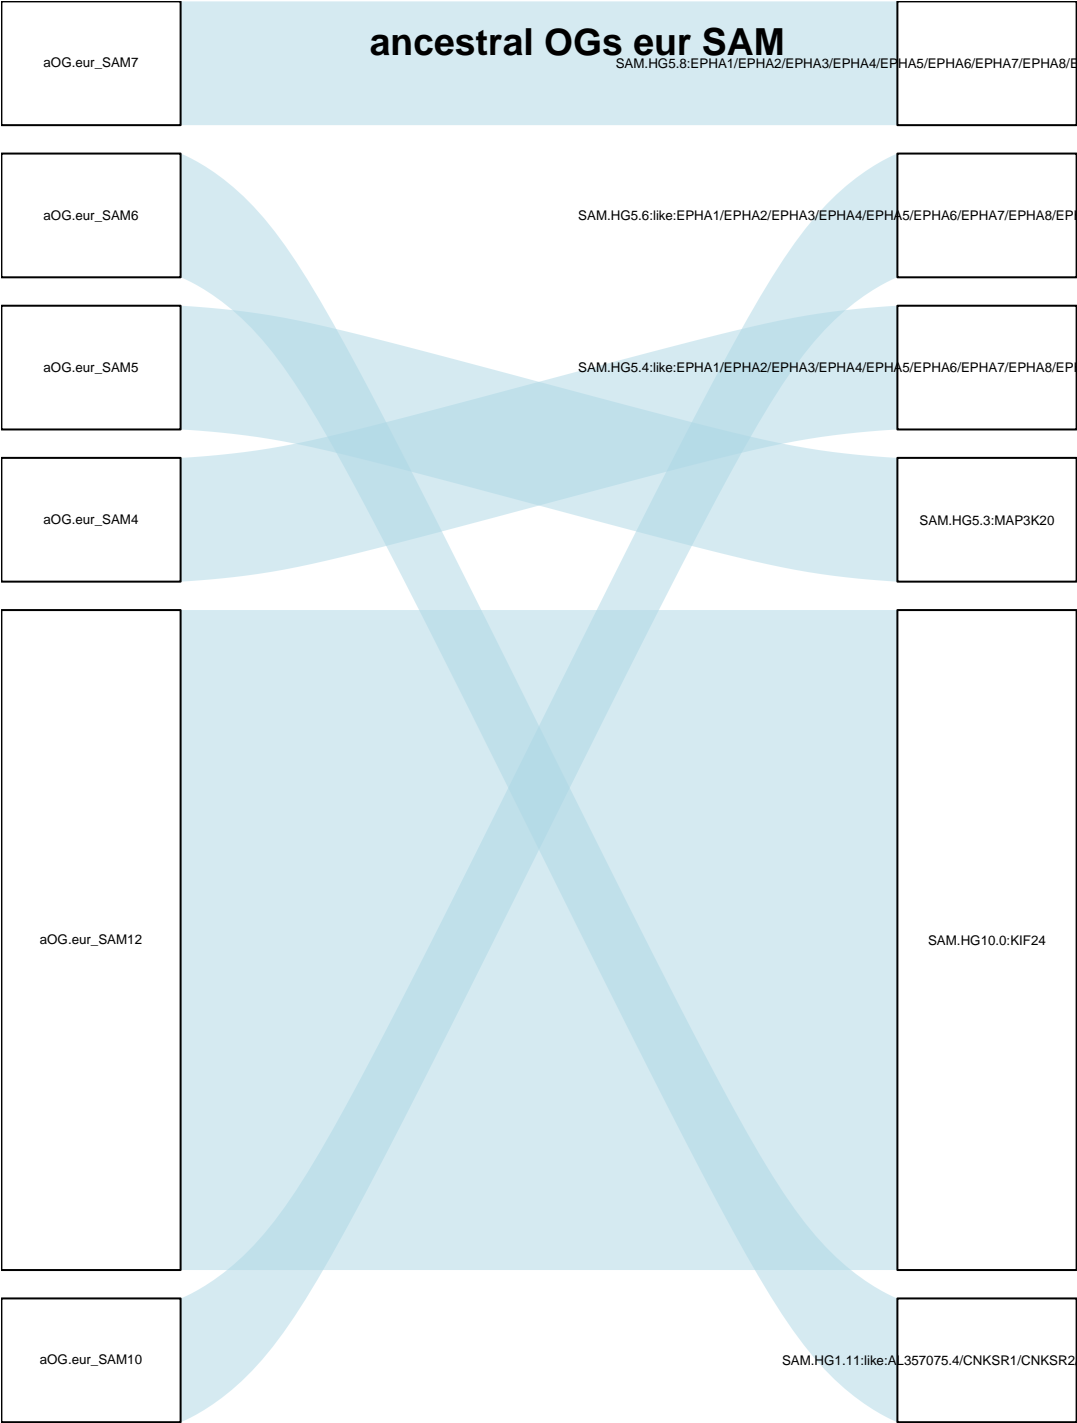 ancestral OGs eur SAM
aOG.eur_SAM7
SAM.HG5.8:EPHA1/EPHA2/EPHA3/EPHA4/EPHA5/EPHA6/EPHA7/EPHA8/E
aOG.eur_SAM6
SAM.HG5.6:like:EPHA1/EPHA2/EPHA3/EPHA4/EPHA5/EPHA6/EPHA7/EPHA8/EPI
aOG.eur_SAM5
SAM.HG5.4:like:EPHA1/EPHA2/EPHA3/EPHA4/EPHA5/EPHA6/EPHA7/EPHA8/EPI
aOG.eur_SAM4
SAM.HG5.3:MAP3K20
aOG.eur_SAM12
SAM.HG10.0:KIF24
aOG.eur_SAM10
SAM.HG1.11:like:AL357075.4/CNKSR1/CNKSR2